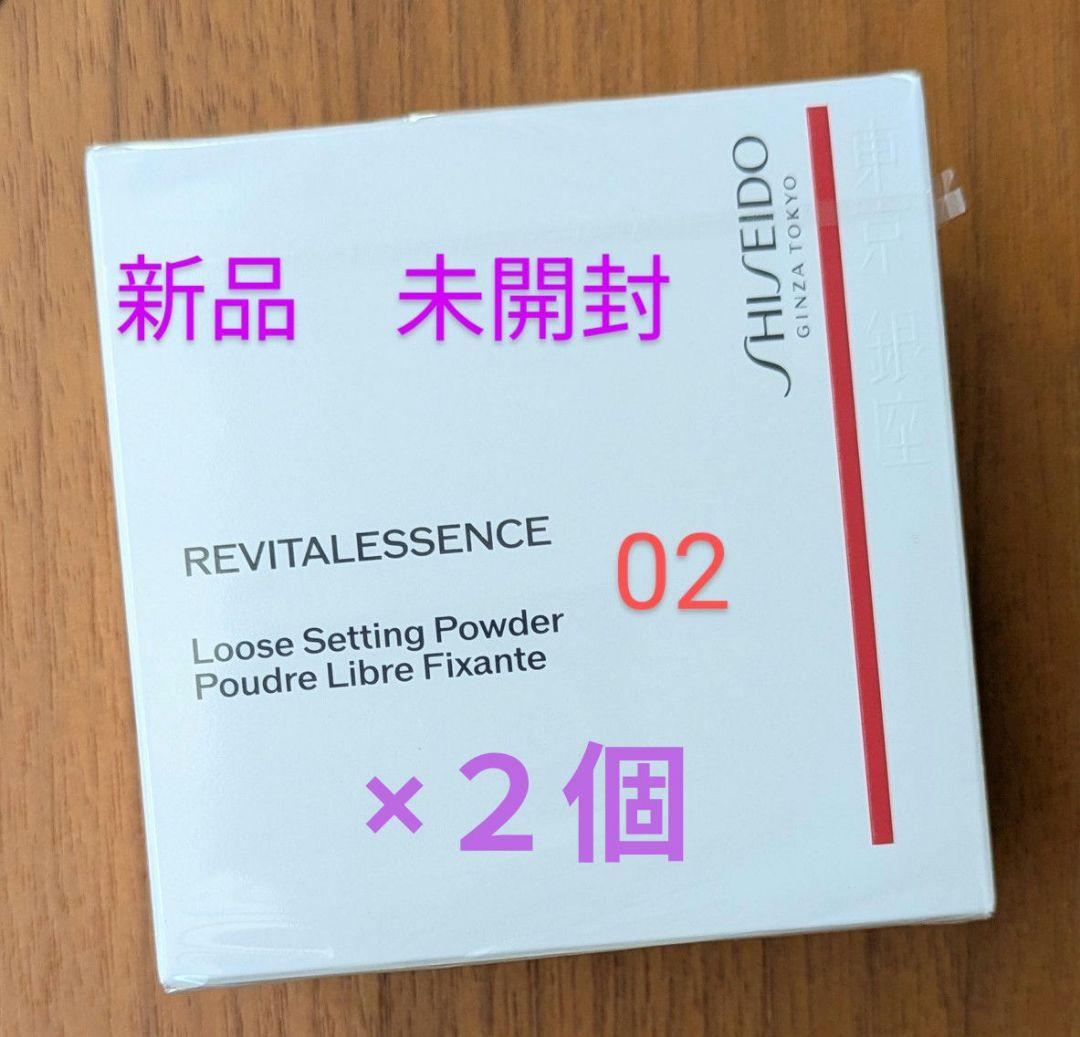 SHISEIDO
GINZA TOKYO
東京銀座
新品　未開封
REVITALESSENCE
02
Loose Setting Powder
Poudre Libre Fixante
×２個